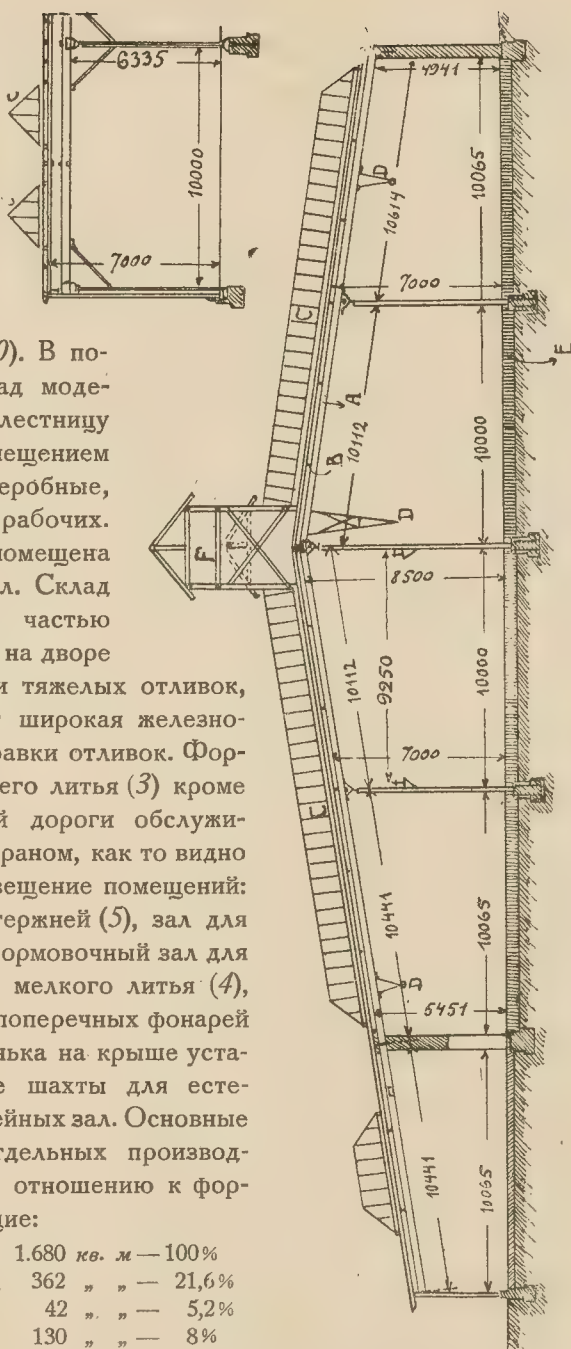 6335
10000
7000
C
C
4941
10065
D
10614
7000
C
A
B
10112
10000
E
F
D
8500
10112
9250
10000
7000
C
10441
10065
D
5451
10441
10065
0). В по-
ад моде-
лестницу
ещением
еробные,
рабочих.
помещена
л. Склад
частью
на дворе
и тяжелых отливок,
широкая железно-
равки отливок. Фор-
его литья (3) кроме
й дороги обслужи-
раном, как то видно
вещение помещений:
тержней (5), зал для
ормовочный зал для
мелкого литья (4),
поперечных фонарей
нька на крыше уста-
е шахты для есте-
ейных зал. Основные
тдельных производ-
отношению к фор-
щие:
1.680 кв. м — 100%
362 „ „ — 21,6%
42 „ „ — 5,2%
130 „ „ — 8%